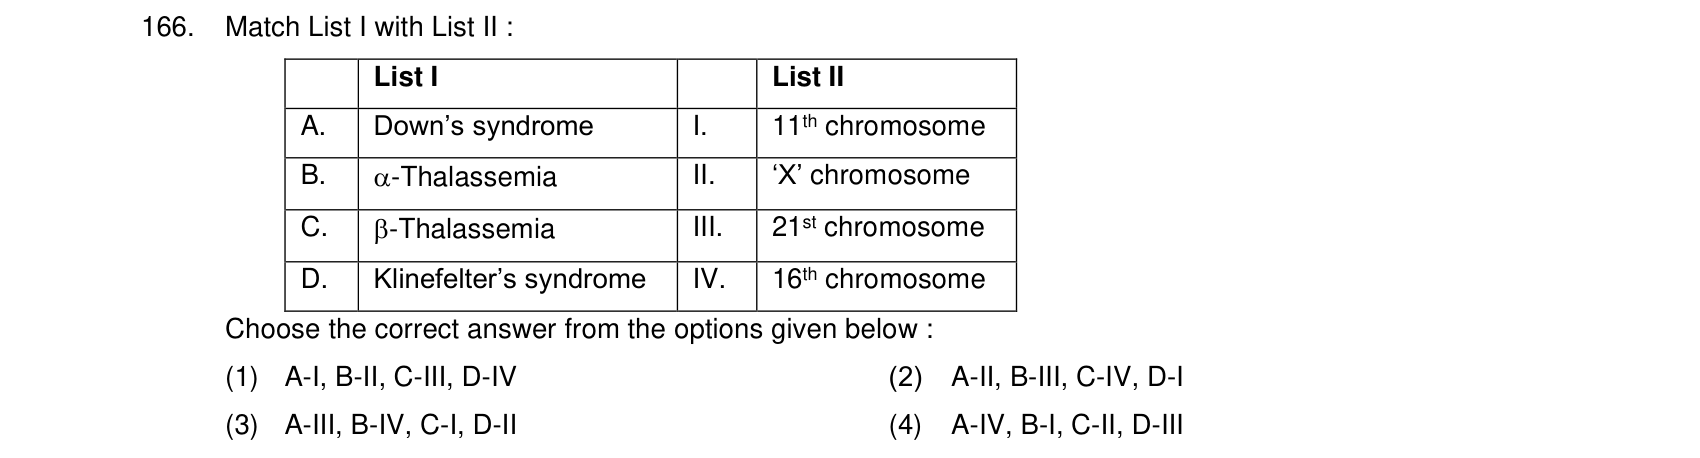 166. Match List I with List II :
List I List II
A. Down’s syndrome I. 11th chromosome
B. α-Thalassemia II. ‘X’ chromosome
C. β-Thalassemia III. 21st chromosome
D. Klinefelter’s syndrome IV. 16th chromosome
Choose the correct answer from the options given below :
(1) A-I, B-II, C-III, D-IV (2) A-II, B-III, C-IV, D-I
(3) A-III, B-IV, C-I, D-II (4) A-IV, B-I, C-II, D-III